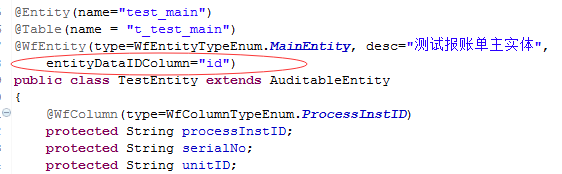 @Entity(name="test_main")
@Table(name = "t_test_main")
@WfEntity(type=WfEntityTypeEnum.MainEntity, desc="测试报账单主实体",
entityDataIDColumn="id")
public class TestEntity extends AuditableEntity
{
@WfColumn(type=WfColumnTypeEnum.ProcessInstID)
protected String processInstID;
protected String serialNo;
protected String unitID;